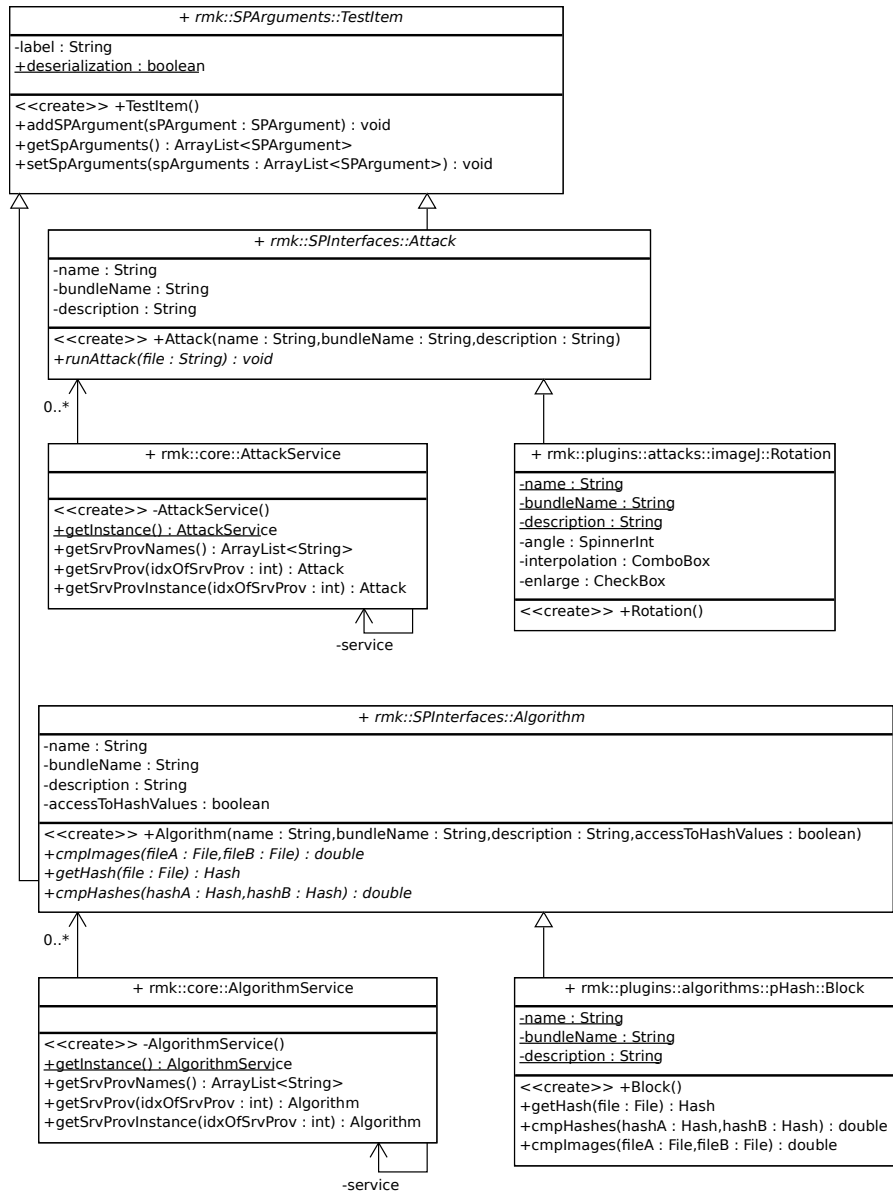 + rmk::SPArguments::TestItem
-label : String
+deserialization : boolean
<<create>> +TestItem()
+addSPArgument(sPArgument : SPArgument) : void
+getSpArguments() : ArrayList<SPArgument>
+setSpArguments(spArguments : ArrayList<SPArgument>) : void
+ rmk::SPInterfaces::Attack
-name : String
-bundleName : String
-description : String
<<create>> +Attack(name : String,bundleName : String,description : String)
+runAttack(file : String) : void
0..*
+ rmk::core::AttackService
<<create>> -AttackService()
+getInstance() : AttackService
+getSrvProvNames() : ArrayList<String>
+getSrvProv(idxOfSrvProv : int) : Attack
+getSrvProvInstance(idxOfSrvProv : int) : Attack
-service
+ rmk::plugins::attacks::imageJ::Rotation
-name : String
-bundleName : String
-description : String
-angle : SpinnerInt
-interpolation : ComboBox
-enlarge : CheckBox
<<create>> +Rotation()
+ rmk::SPInterfaces::Algorithm
-name : String
-bundleName : String
-description : String
-accessToHashValues : boolean
<<create>> +Algorithm(name : String,bundleName : String,description : String,accessToHashValues : boolean)
+cmpImages(fileA : File,fileB : File) : double
+getHash(file : File) : Hash
+cmpHashes(hashA : Hash,hashB : Hash) : double
0..*
+ rmk::core::AlgorithmService
<<create>> -AlgorithmService()
+getInstance() : AlgorithmService
+getSrvProvNames() : ArrayList<String>
+getSrvProv(idxOfSrvProv : int) : Algorithm
+getSrvProvInstance(idxOfSrvProv : int) : Algorithm
-service
+ rmk::plugins::algorithms::pHash::Block
-name : String
-bundleName : String
-description : String
<<create>> +Block()
+getHash(file : File) : Hash
+cmpHashes(hashA : Hash,hashB : Hash) : double
+cmpImages(fileA : File,fileB : File) : double